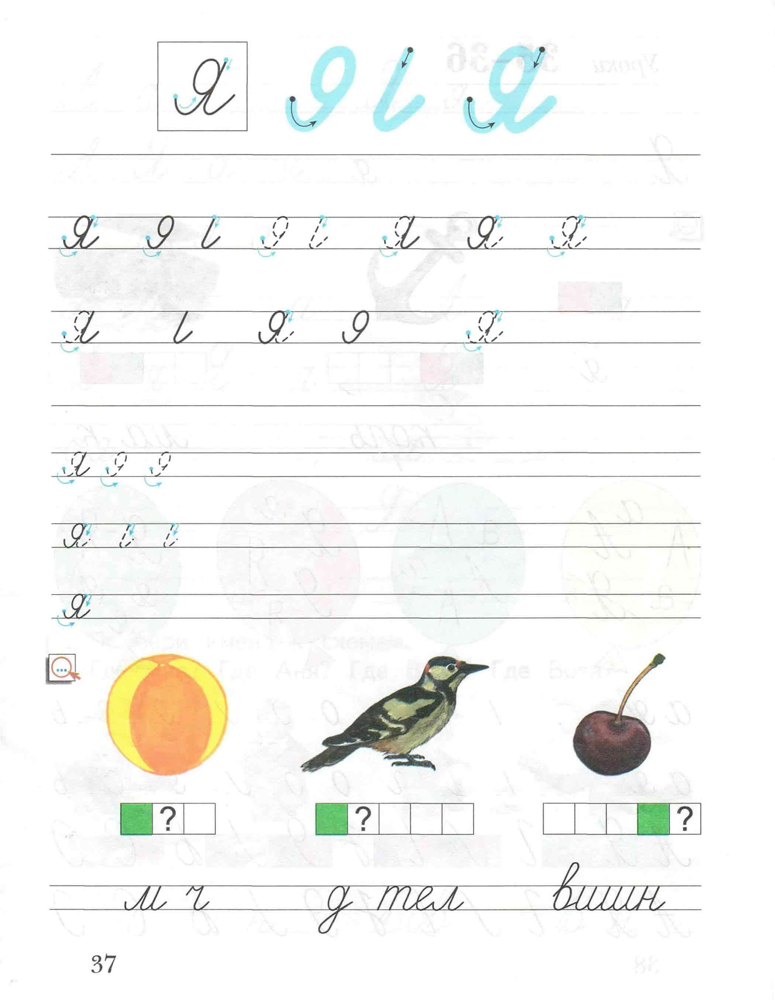 Я Я
я я я я я
я я я
я
я
я
...
? ? ?
м ч д тел вишн
37